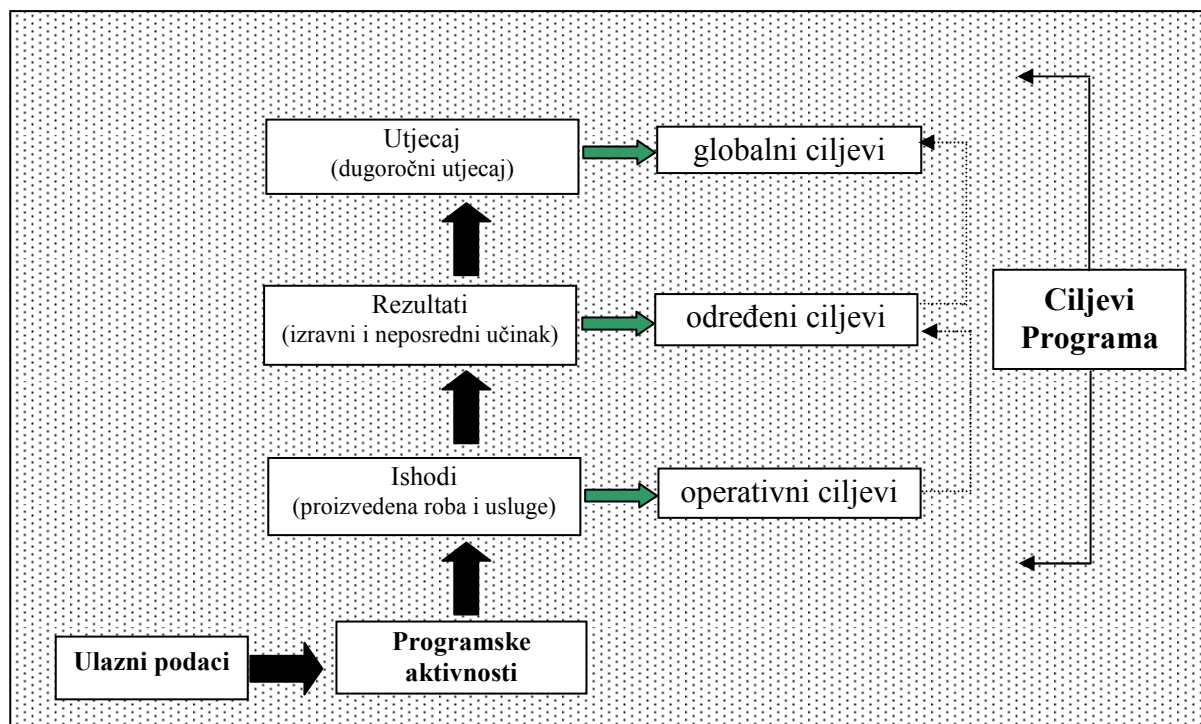 Utjecaj
(dugoročni utjecaj)
globalni ciljevi
Rezultati
(izravni i neposredni učinak)
određeni ciljevi
Ciljevi
Programa
Ishodi
(proizvedena roba i usluge)
operativni ciljevi
Ulazni podaci
Programske
aktivnosti